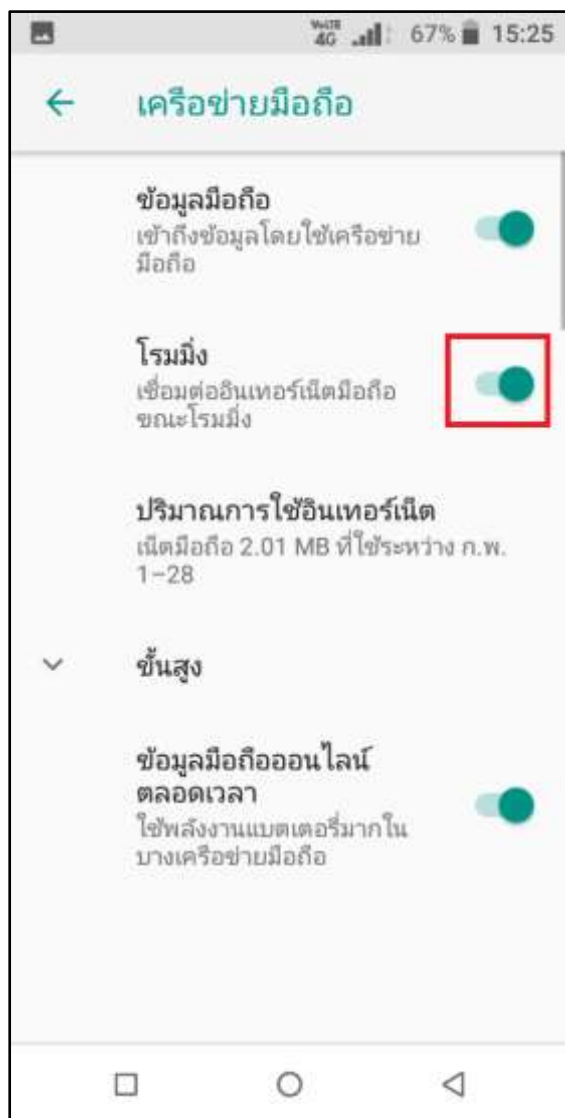 VoLTE
4G 67% 15:25
เครือข่ายมือถือ
ข้อมูลมือถือ
เข้าถึงข้อมูลโดยใช้เครือข่าย
มือถือ
โรมมิ่ง
เชื่อมต่ออินเทอร์เน็ตมือถือ
ขณะโรมมิ่ง
ปริมาณการใช้อินเทอร์เน็ต
เน็ตมือถือ 2.01 MB ที่ใช้ระหว่าง ก.พ.
1–28
ขั้นสูง
ข้อมูลมือถือออนไลน์
ตลอดเวลา
ใช้พลังงานแบตเตอรี่มากใน
บางเครือข่ายมือถือ